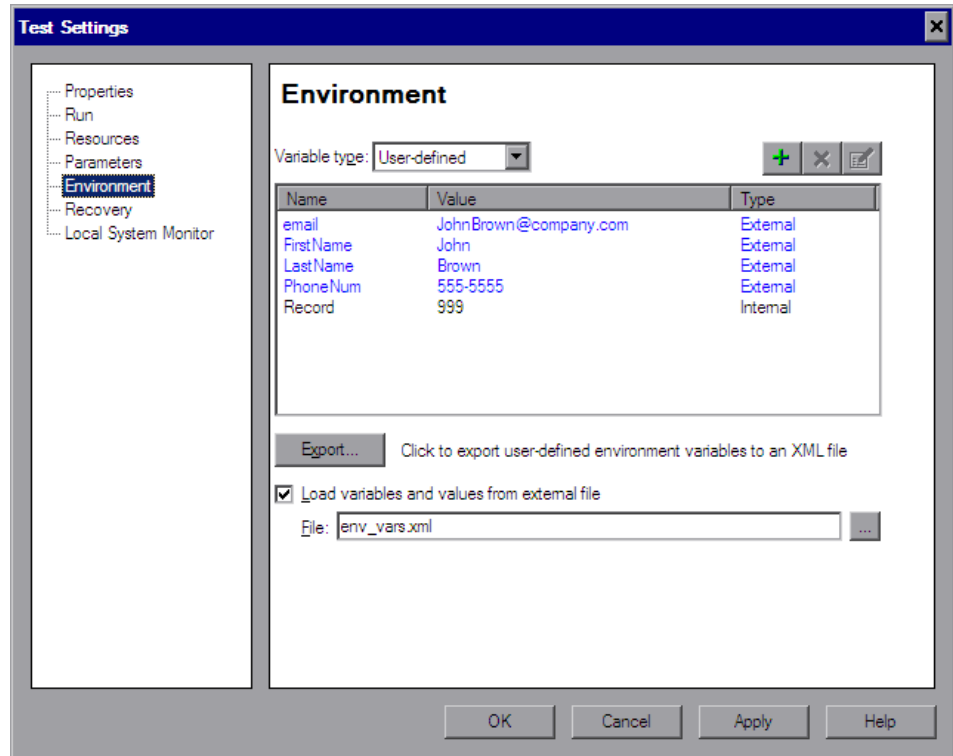 Test Settings
Properties
Run
Resources
Parameters
Environment
Recovery
Local System Monitor
Environment
Variable type: User-defined
Name Value Type
email JohnBrown@company.com External
FirstName John External
LastName Brown External
PhoneNum 555-5555 External
Record 999 Internal
Export... Click to export user-defined environment variables to an XML file
Load variables and values from external file
File: env_vars.xml ...
OK Cancel Apply Help